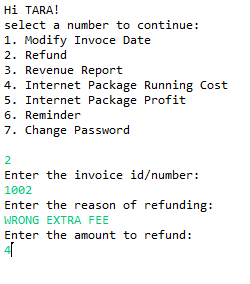 Hi TARA!
select a number to continue:
1. Modify Invoce Date
2. Refund
3. Revenue Report
4. Internet Package Running Cost
5. Internet Package Profit
6. Reminder
7. Change Password
2
Enter the invoice id/number:
1002
Enter the reason of refunding:
WRONG EXTRA FEE
Enter the amount to refund:
4